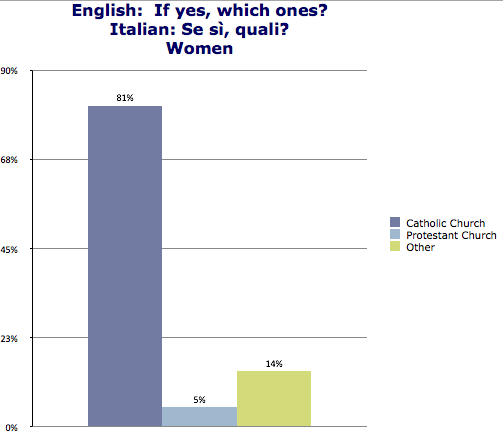 English:  If yes, which ones?
Italian: Se sì, quali?
Women
90%
81%
68%
Catholic Church
Protestant Church
Other
45%
23%
14%
5%
0%